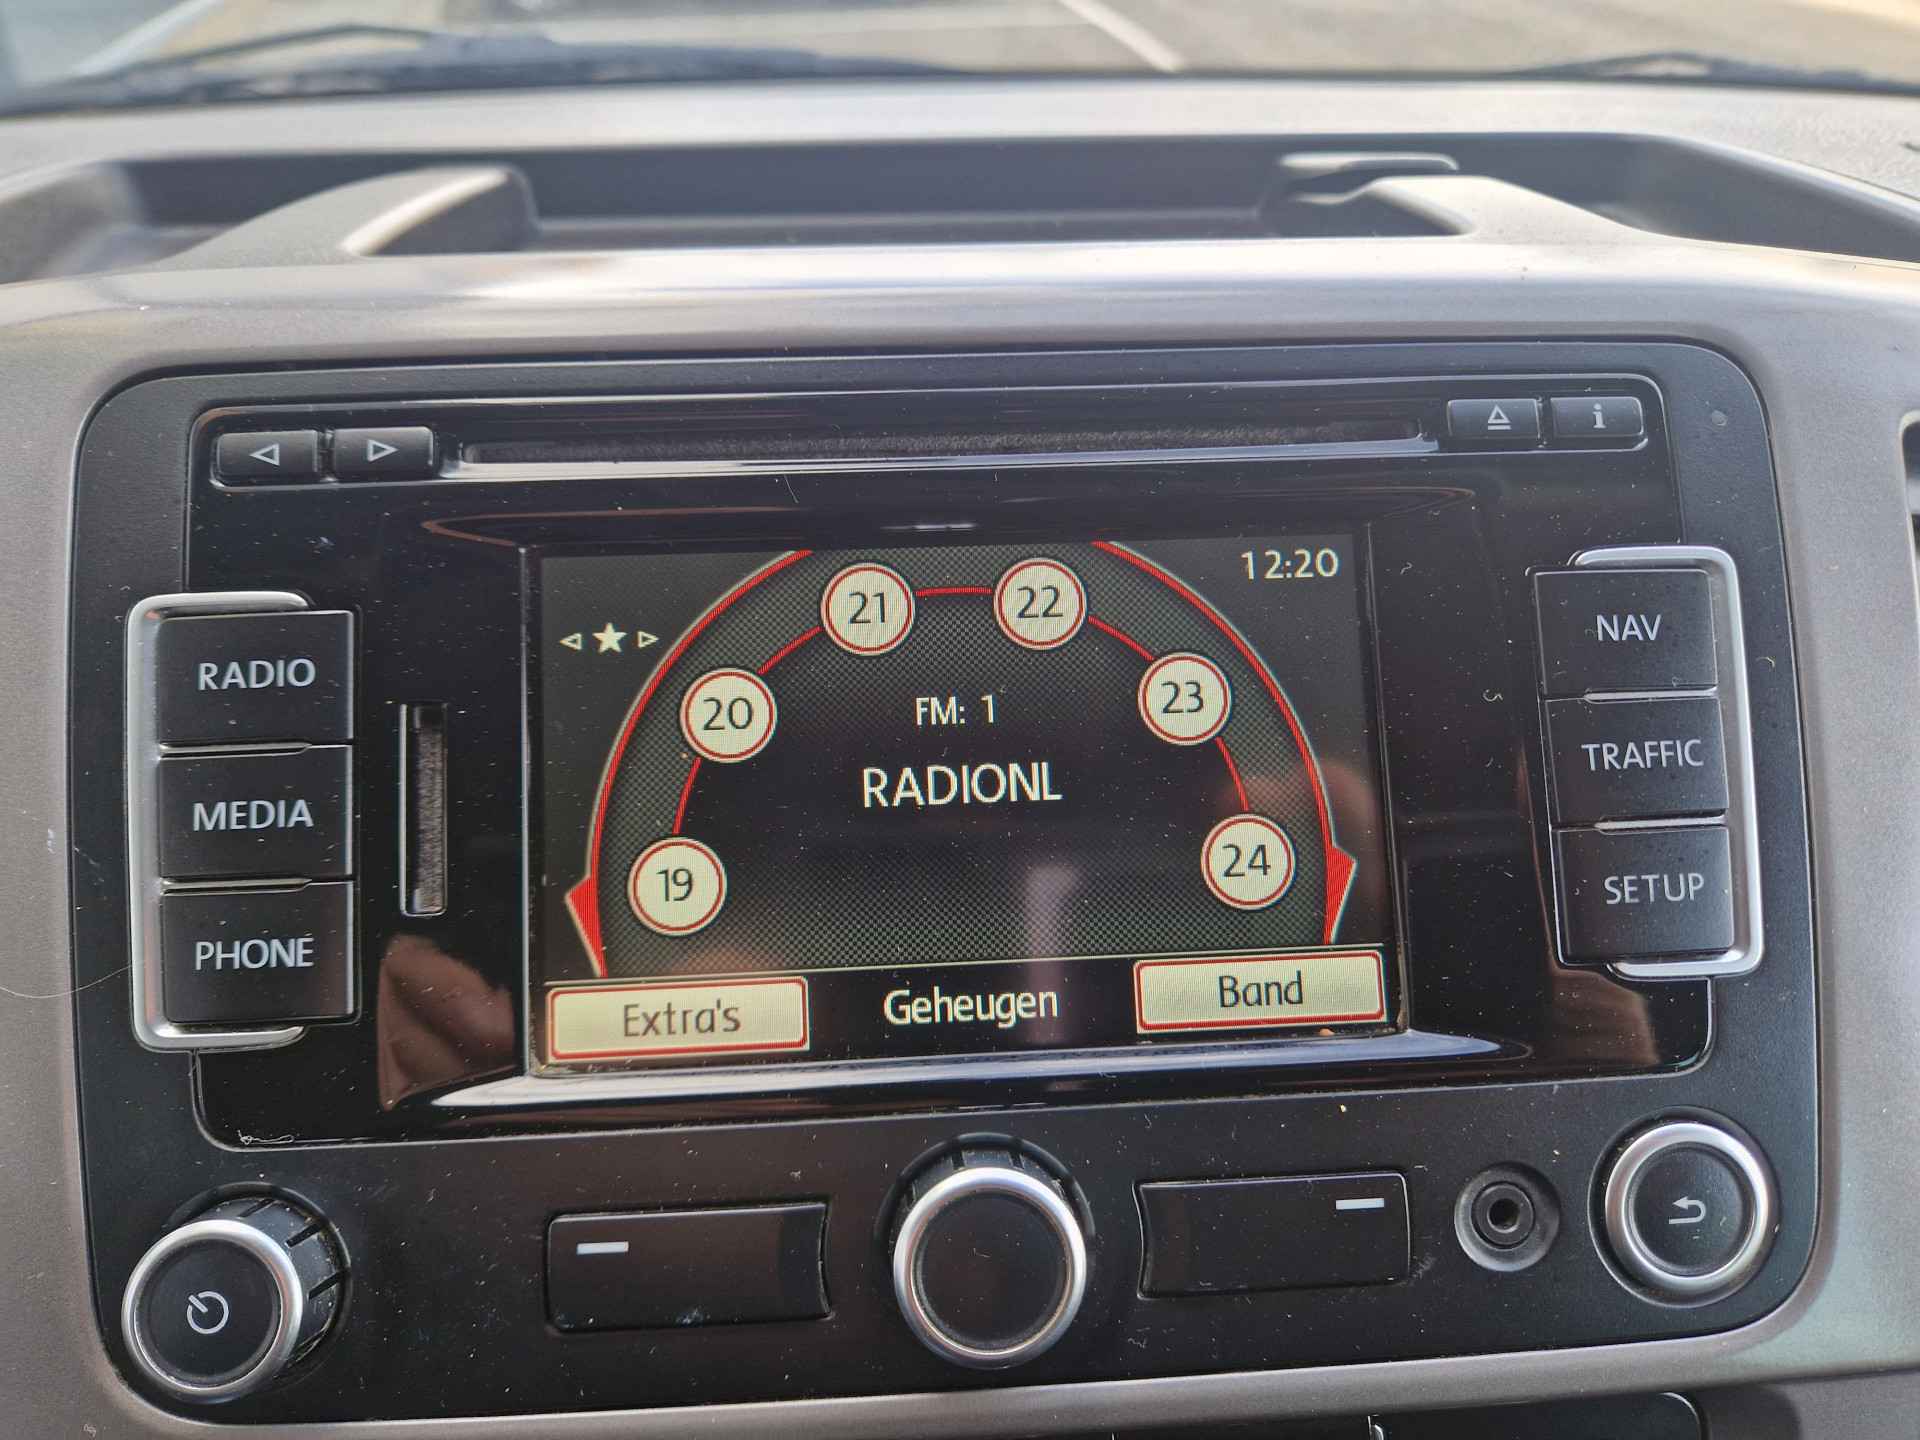 i
RADIO
MEDIA
PHONE
12:20
21
22
20
23
19
24
FM: 1
RADIONL
Extra's
Geheugen
Band
NAV
TRAFFIC
SETUP